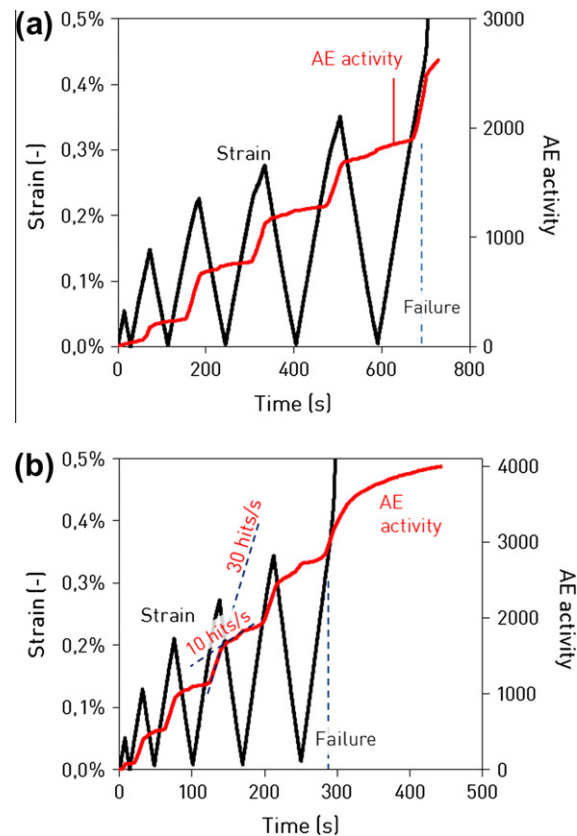 (a)
0,5%
0,4%
0,3%
0,2%
0,1%
0,0%
Strain (-)
3000
2000
1000
0
AE activity
AE activity
Strain
Failure
0
200
400
600
800
Time (s)
(b)
0,5%
0,4%
0,3%
0,2%
0,1%
0,0%
Strain (-)
4000
3000
2000
1000
0
AE activity
30 hits/s
AE
activity
Strain
10 hits/s
Failure
0
100
200
300
400
500
Time (s)